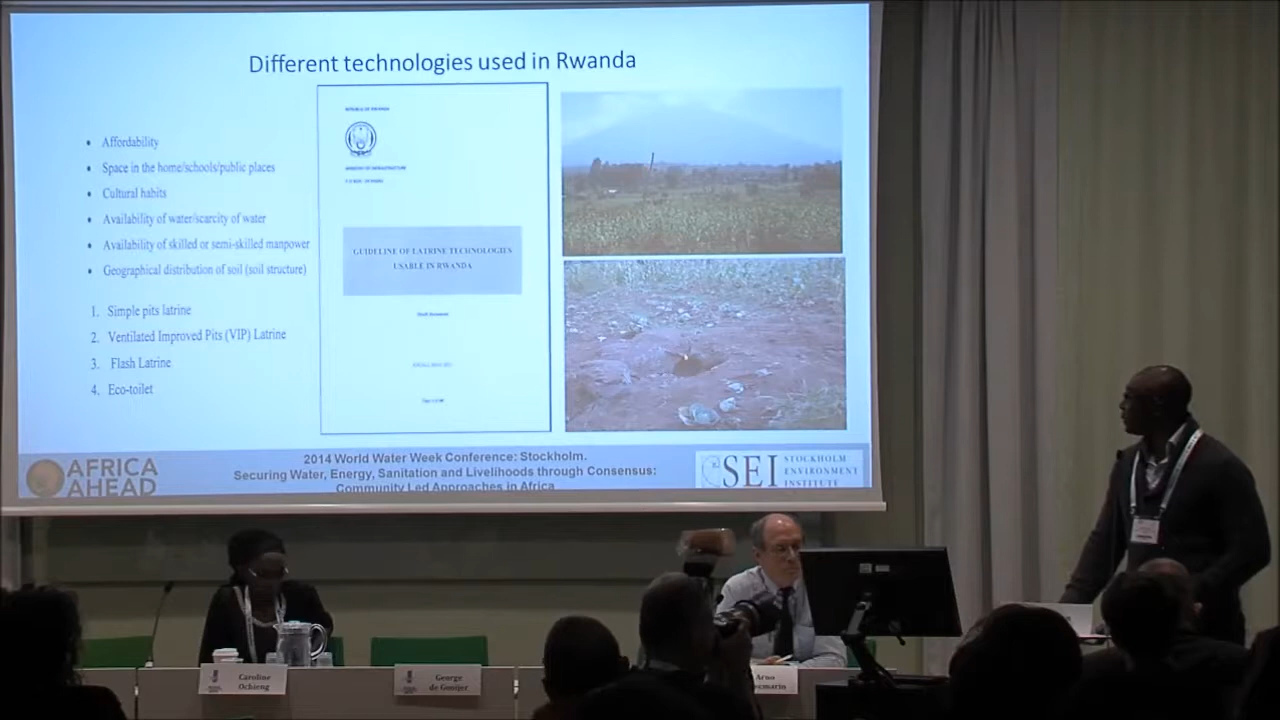 Different technologies used in Rwanda
• Affordability
• Space in the home/schools/public places
• Cultural habits
• Availability of water/scarcity of water
• Availability of skilled or semi-skilled manpower
• Geographical distribution of soil (soil structure)
1. Simple pits latrine
2. Ventilated Improved Pits (VIP) Latrine
3. Flash Latrine
4. Eco-toilet
REPUBLIC OF RWANDA
MINISTRY OF INFRASTRUCTURE
GUIDELINE OF LATRINE TECHNOLOGIES
USABLE IN RWANDA
AFRICA
AHEAD
2014 World Water Week Conference: Stockholm.
Securing Water, Energy, Sanitation and Livelihoods through Consensus:
Community Led Approaches in Africa
SEI
STOCKHOLM
ENVIRONMENT
INSTITUTE
Caroline
Ochieng
George
de Gooijer
Arno